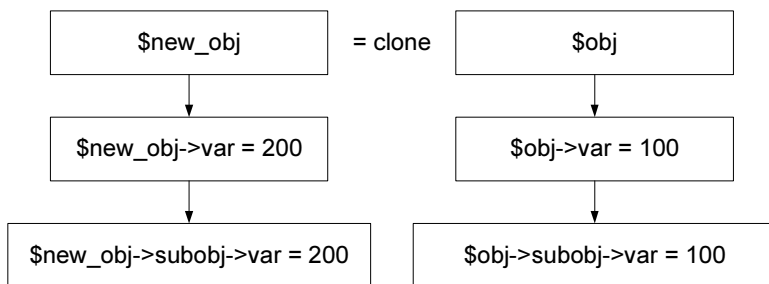 $new_obj = clone $obj
$new_obj->var = 200 $obj->var = 100
$new_obj->subobj->var = 200 $obj->subobj->var = 100